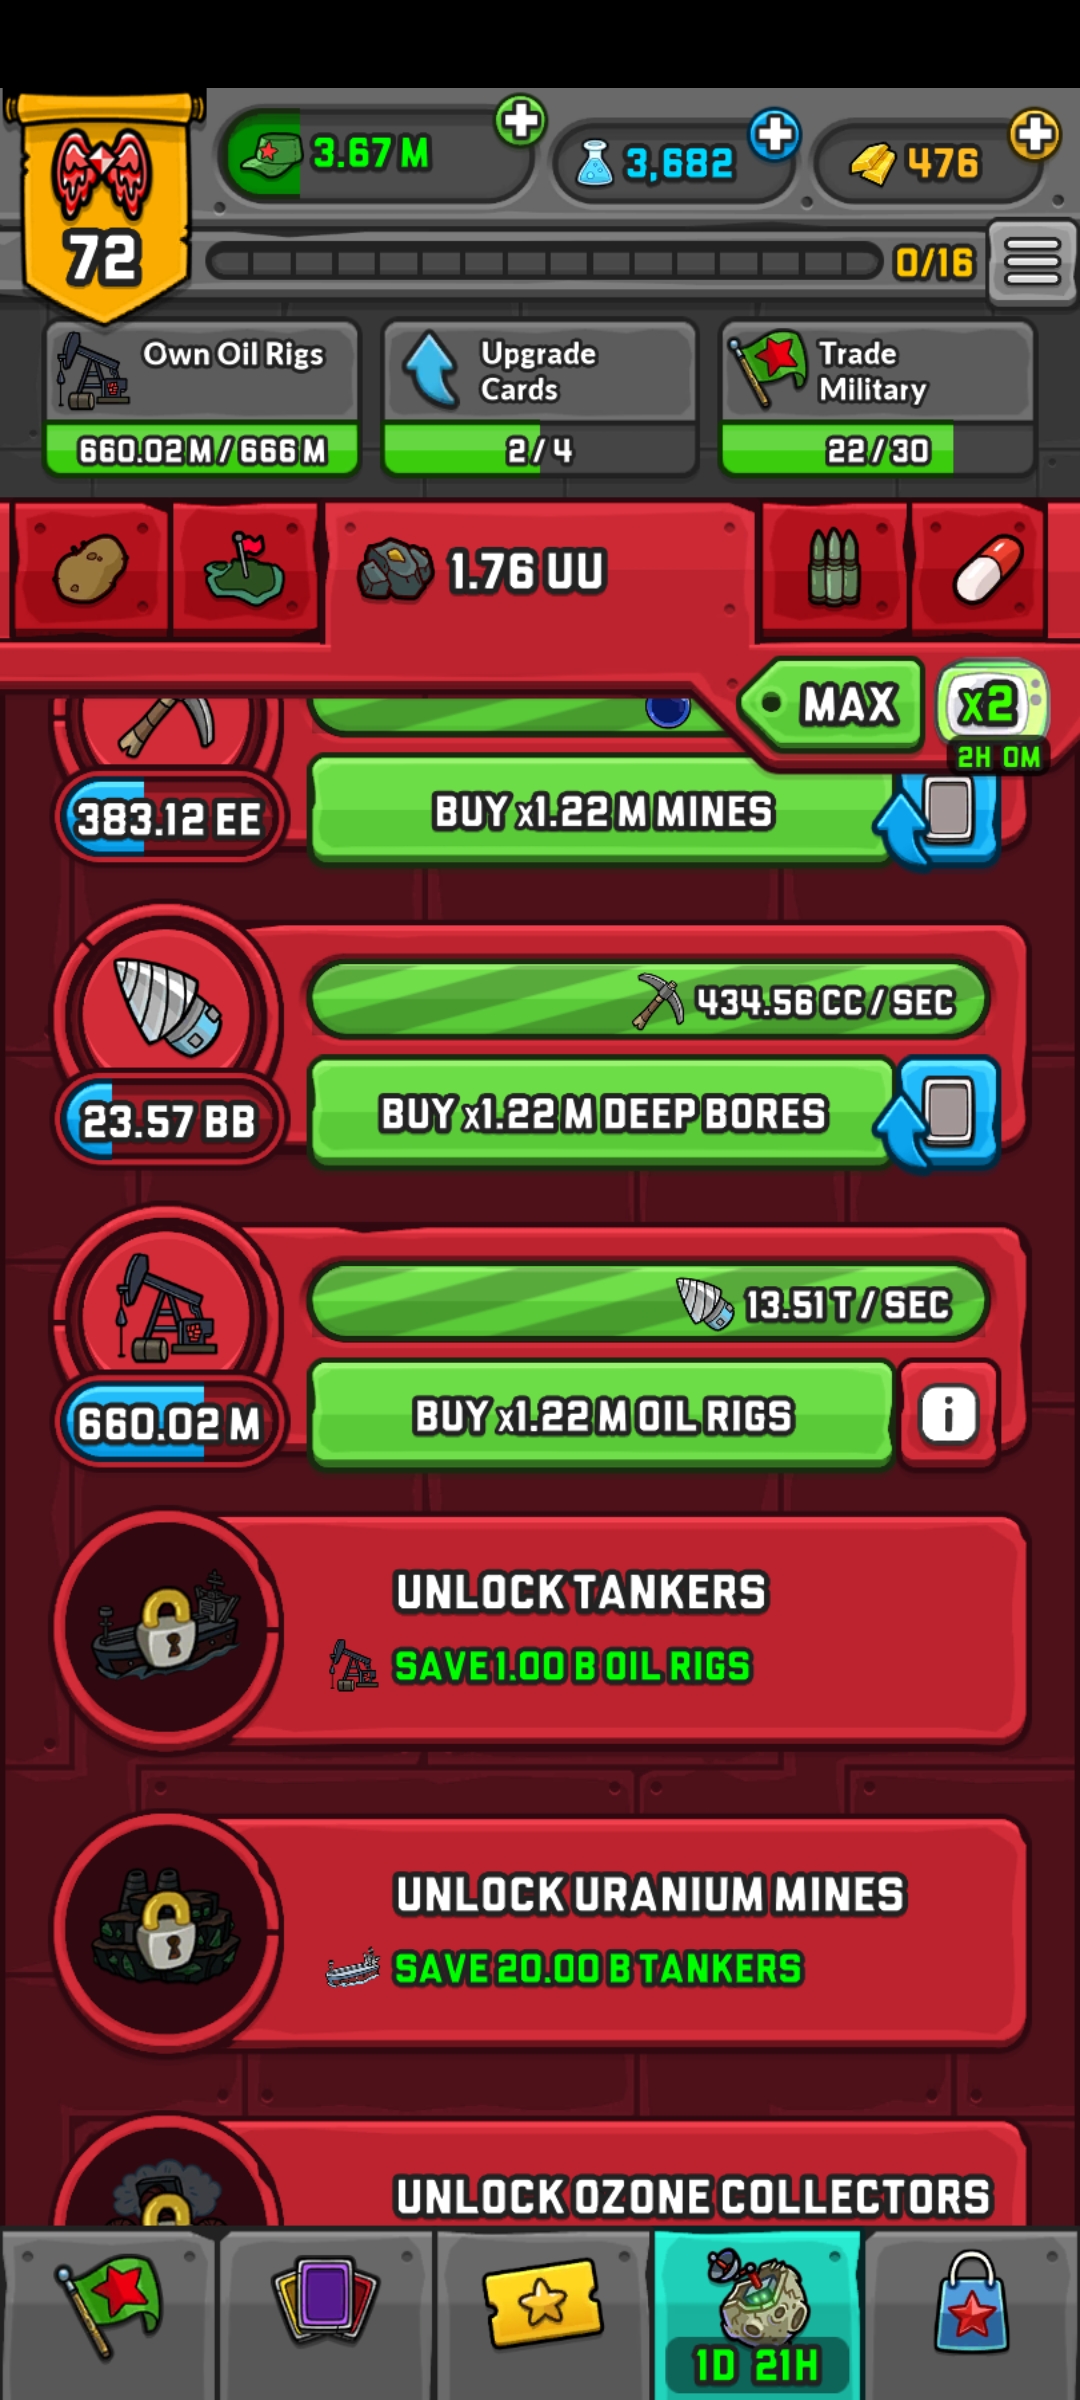 3.67 M
3,682
476
72
0/16
Own Oil Rigs
660.02 M / 666 M
Upgrade
Cards
2 / 4
Trade
Military
22 / 30
1.76 UU
MAX
x2
2H 0M
383.12 EE
BUY x1.22 M MINES
434.56 CC / SEC
23.57 BB
BUY x1.22 M DEEP BORES
13.51 T / SEC
660.02 M
BUY x1.22 M OIL RIGS
i
UNLOCK TANKERS
SAVE 1.00 B OIL RIGS
UNLOCK URANIUM MINES
SAVE 20.00 B TANKERS
UNLOCK OZONE COLLECTORS
1D 21H